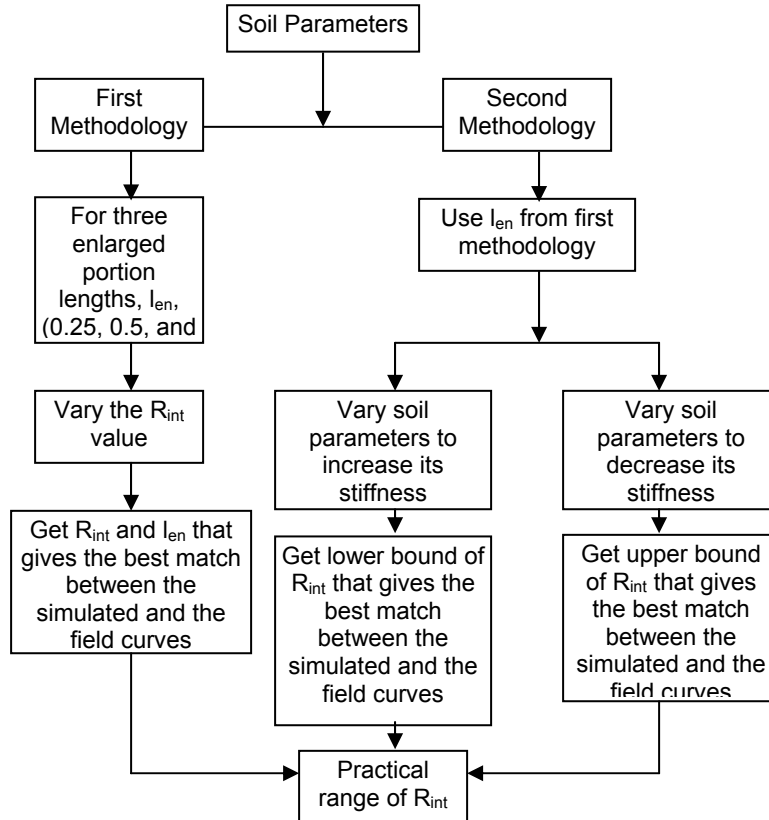 Soil Parameters
First
Methodology
Second
Methodology
For three
enlarged
portion
lengths, len,
(0.25, 0.5, and
Use len from first
methodology
Vary the Rint
value
Vary soil
parameters to
increase its
stiffness
Vary soil
parameters to
decrease its
stiffness
Get Rint and len that
gives the best match
between the
simulated and the
field curves
Get lower bound of
Rint that gives the
best match
between the
simulated and the
field curves
Get upper bound
of Rint that gives
the best match
between the
simulated and the
field curves
Practical
range of Rint